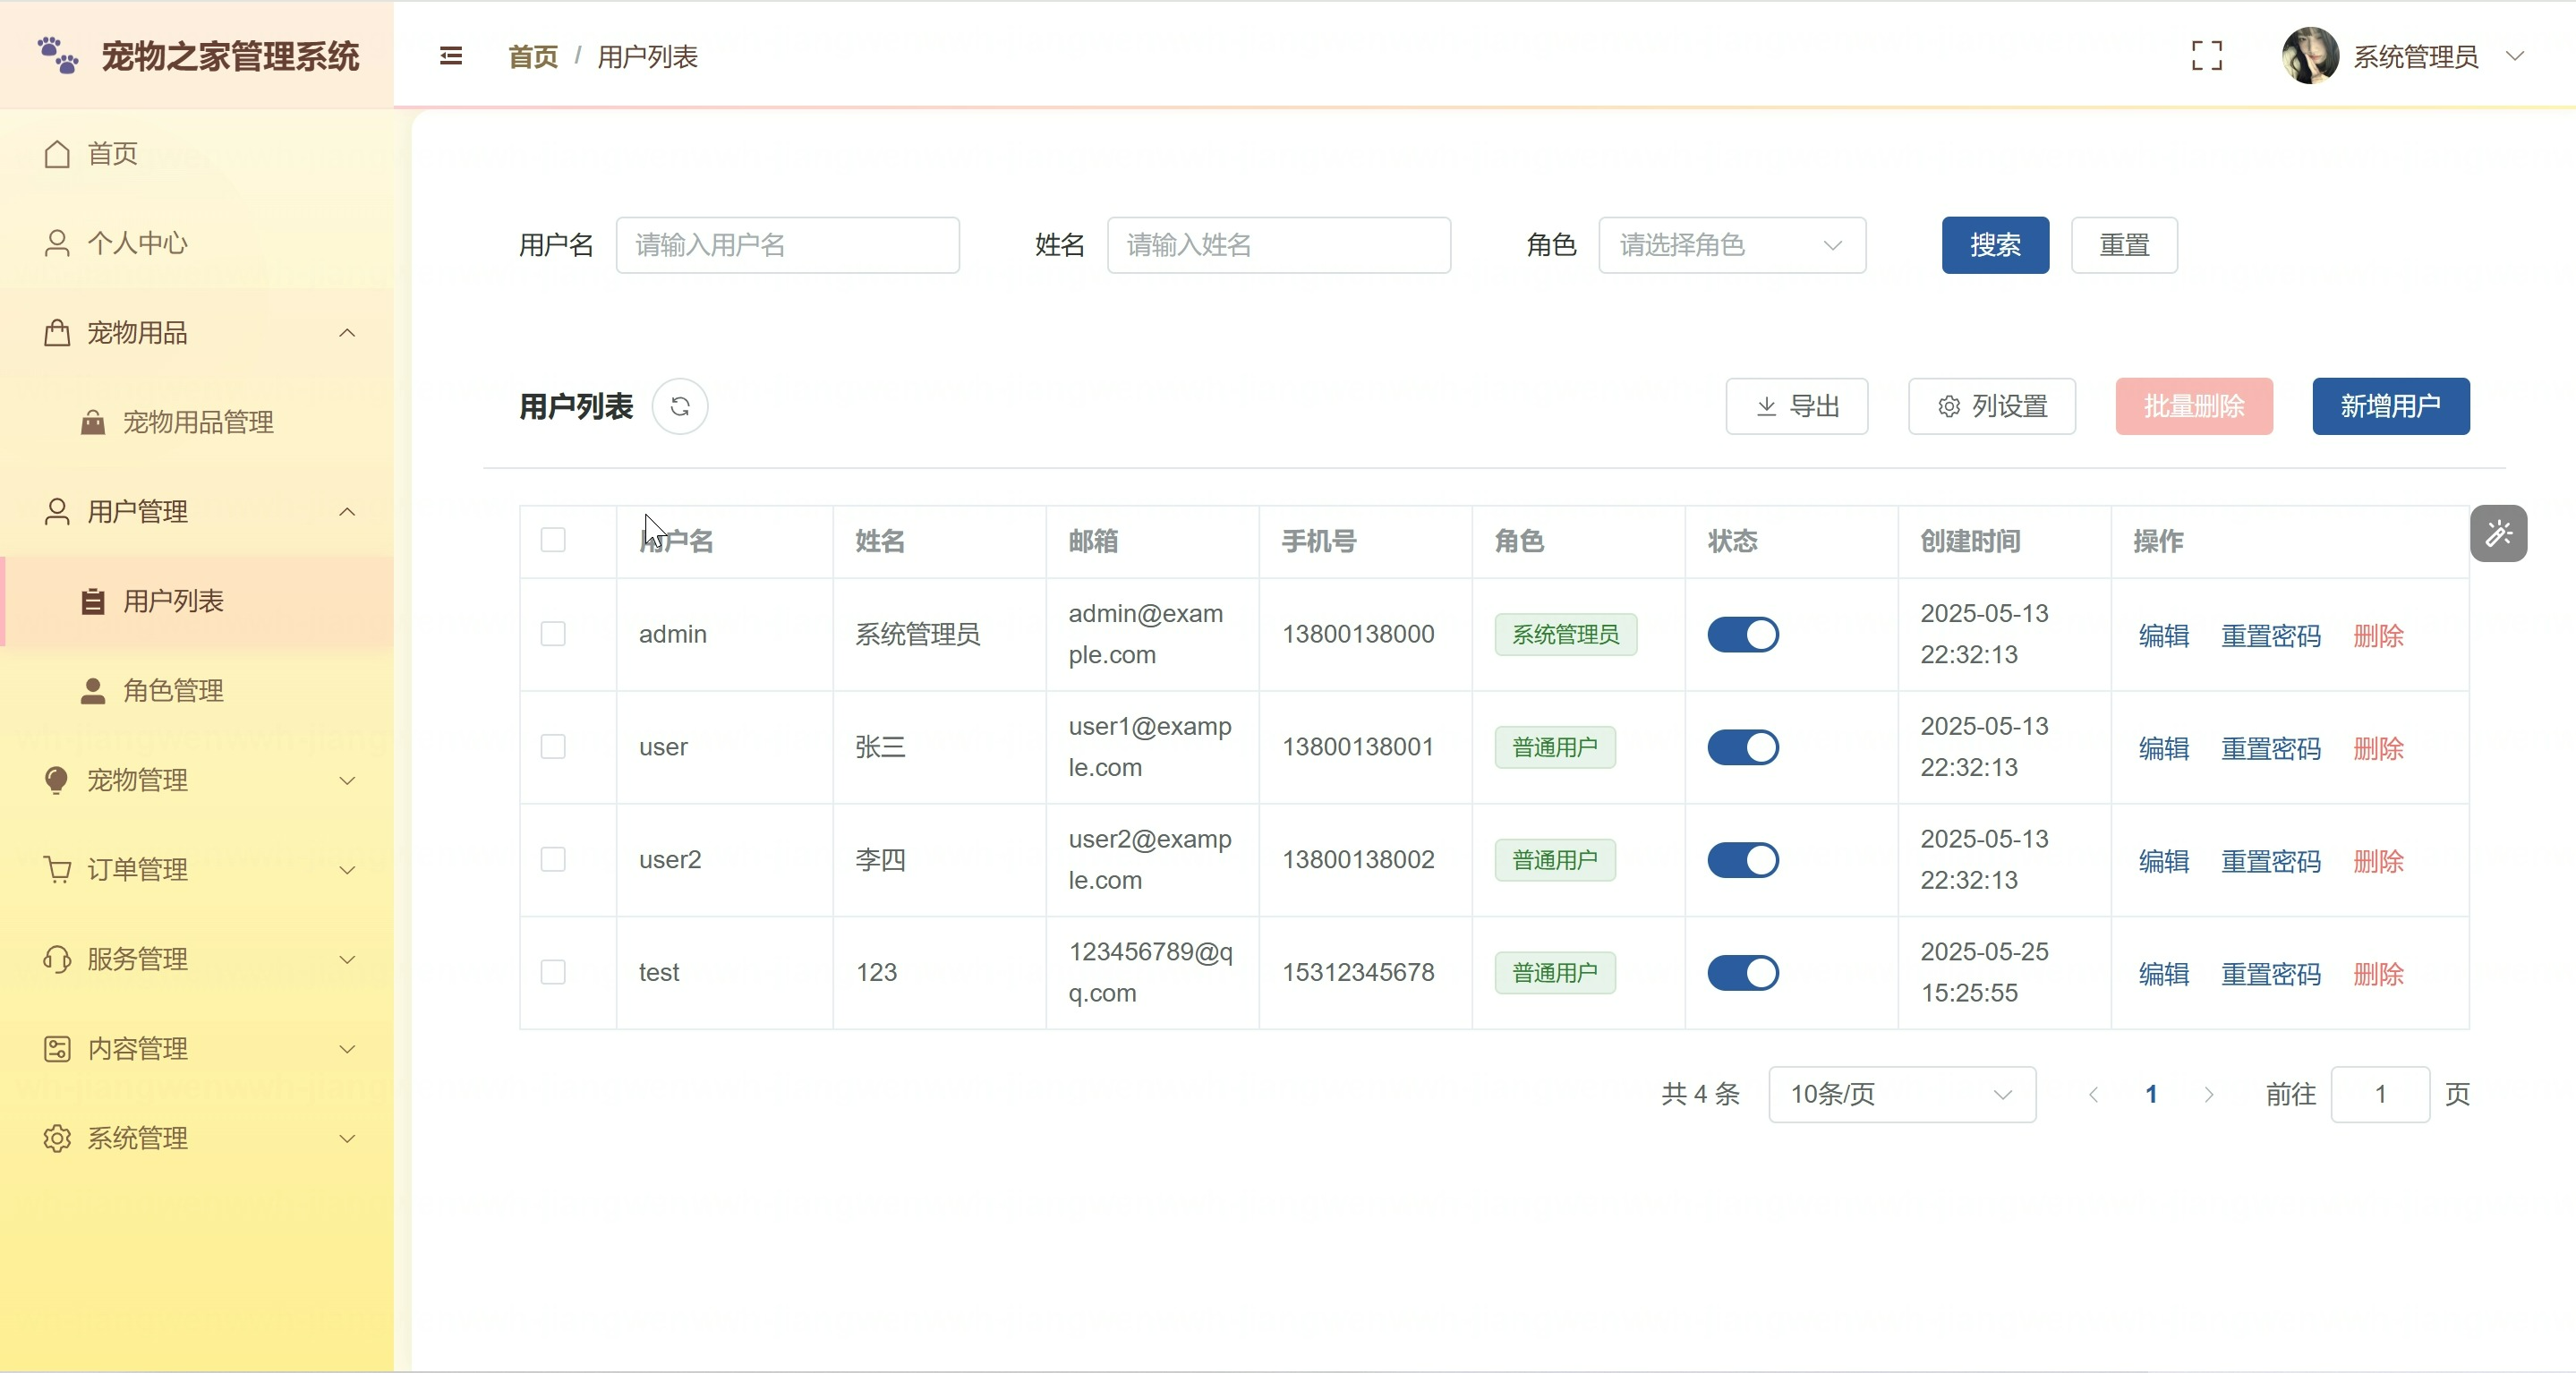 宠物之家管理系统
首页 / 用户列表
系统管理员
首页
个人中心
宠物用品
宠物用品管理
用户管理
用户列表
角色管理
宠物管理
订单管理
服务管理
内容管理
系统管理
用户名 请输入用户名 姓名 请输入姓名 角色 请选择角色 搜索 重置
用户列表 导出 列设置 批量删除 新增用户
用户名 姓名 邮箱 手机号 角色 状态 创建时间 操作
admin 系统管理员 admin@exam
ple.com 13800138000 系统管理员 2025-05-13
22:32:13 编辑 重置密码 删除
user 张三 user1@examp
le.com 13800138001 普通用户 2025-05-13
22:32:13 编辑 重置密码 删除
user2 李四 user2@examp
le.com 13800138002 普通用户 2025-05-13
22:32:13 编辑 重置密码 删除
test 123 123456789@q
q.com 15312345678 普通用户 2025-05-25
15:25:55 编辑 重置密码 删除
共 4 条 10条/页 1 前往 1 页